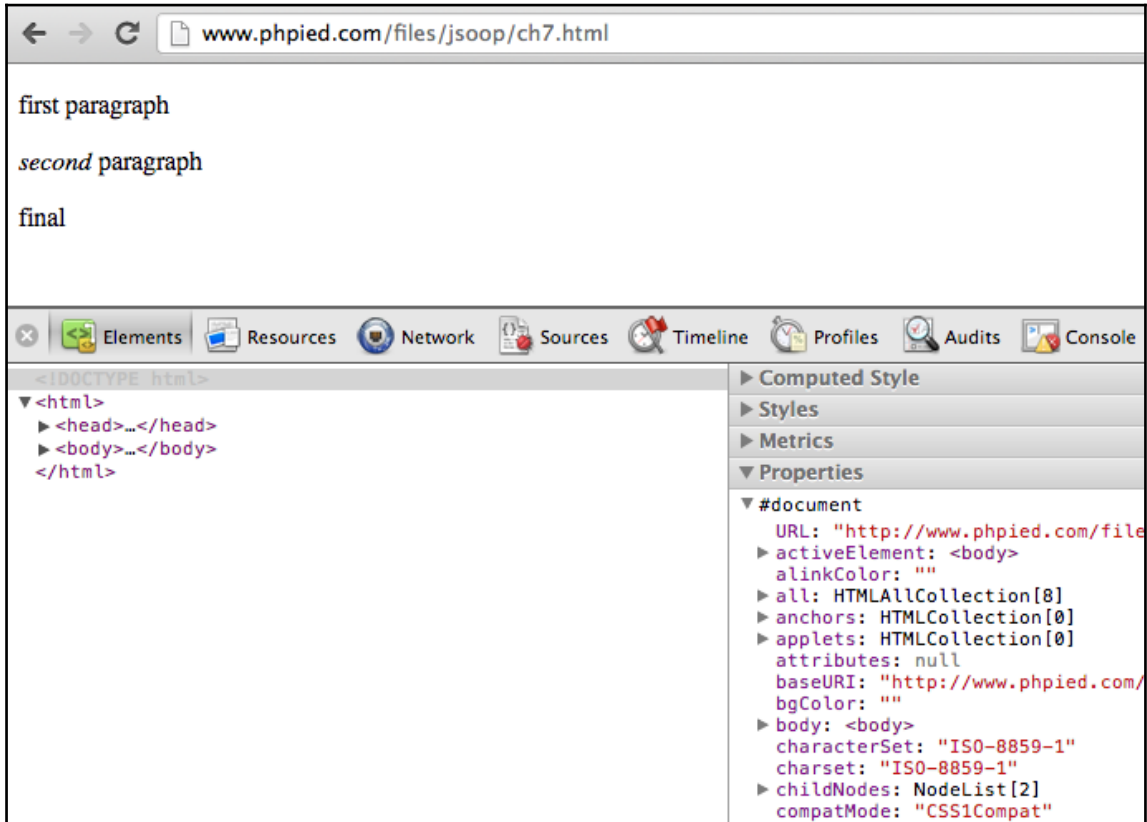 www.phpied.com/files/jsoop/ch7.html
first paragraph
second paragraph
final
Elements Resources Network Sources Timeline Profiles Audits Console
<!DOCTYPE html>
▼<html>
▶<head>…</head>
▶<body>…</body>
</html>
▶Computed Style
▶Styles
▶Metrics
▼Properties
▼#document
URL: "http://www.phpied.com/file
▶activeElement: <body>
alinkColor: ""
▶all: HTMLAllCollection[8]
▶anchors: HTMLCollection[0]
▶applets: HTMLCollection[0]
attributes: null
baseURI: "http://www.phpied.com/
bgColor: ""
▶body: <body>
characterSet: "ISO-8859-1"
charset: "ISO-8859-1"
▶childNodes: NodeList[2]
compatMode: "CSS1Compat"